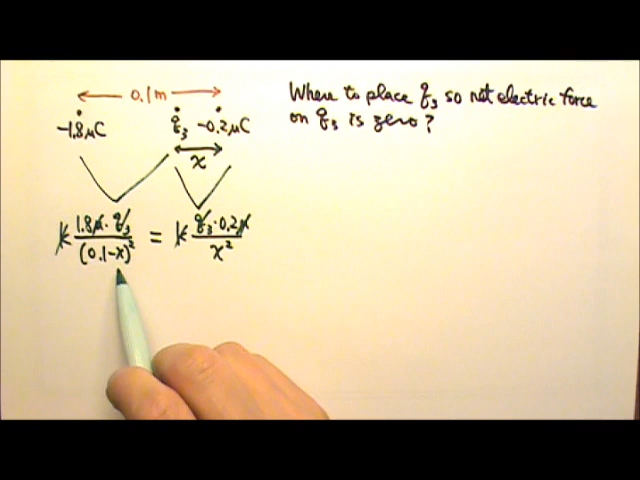 0.1m
Where to place q₃ so net electric force
on q₃ is zero?
-1.8μC q₃ -0.2μC
x
k 1.8μ·q₃/(0.1-x)² = k q₃·0.2μ/x²